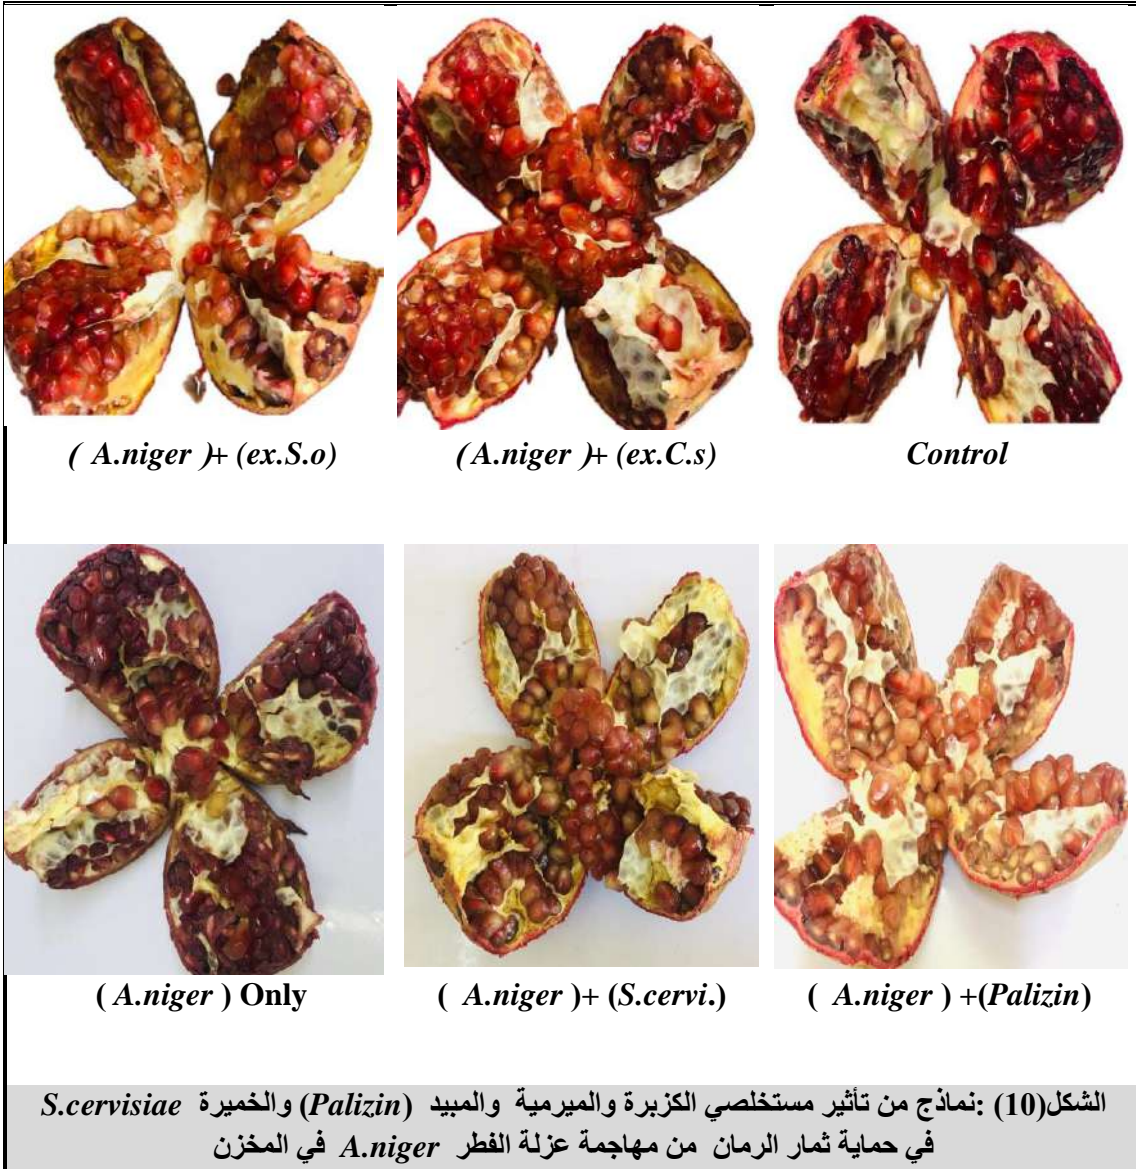 ( A.niger )+ (ex.S.o) (A.niger )+ (ex.C.s) Control
( A.niger ) Only ( A.niger )+ (S.cervi.) ( A.niger ) +(Palizin)
الشكل(10) :نماذج من تأثير مستخلصي الكزبرة والميرمية والمبيد (Palizin) والخميرة S.cervisiae
في حماية ثمار الرمان من مهاجمة عزلة الفطر A.niger في المخزن